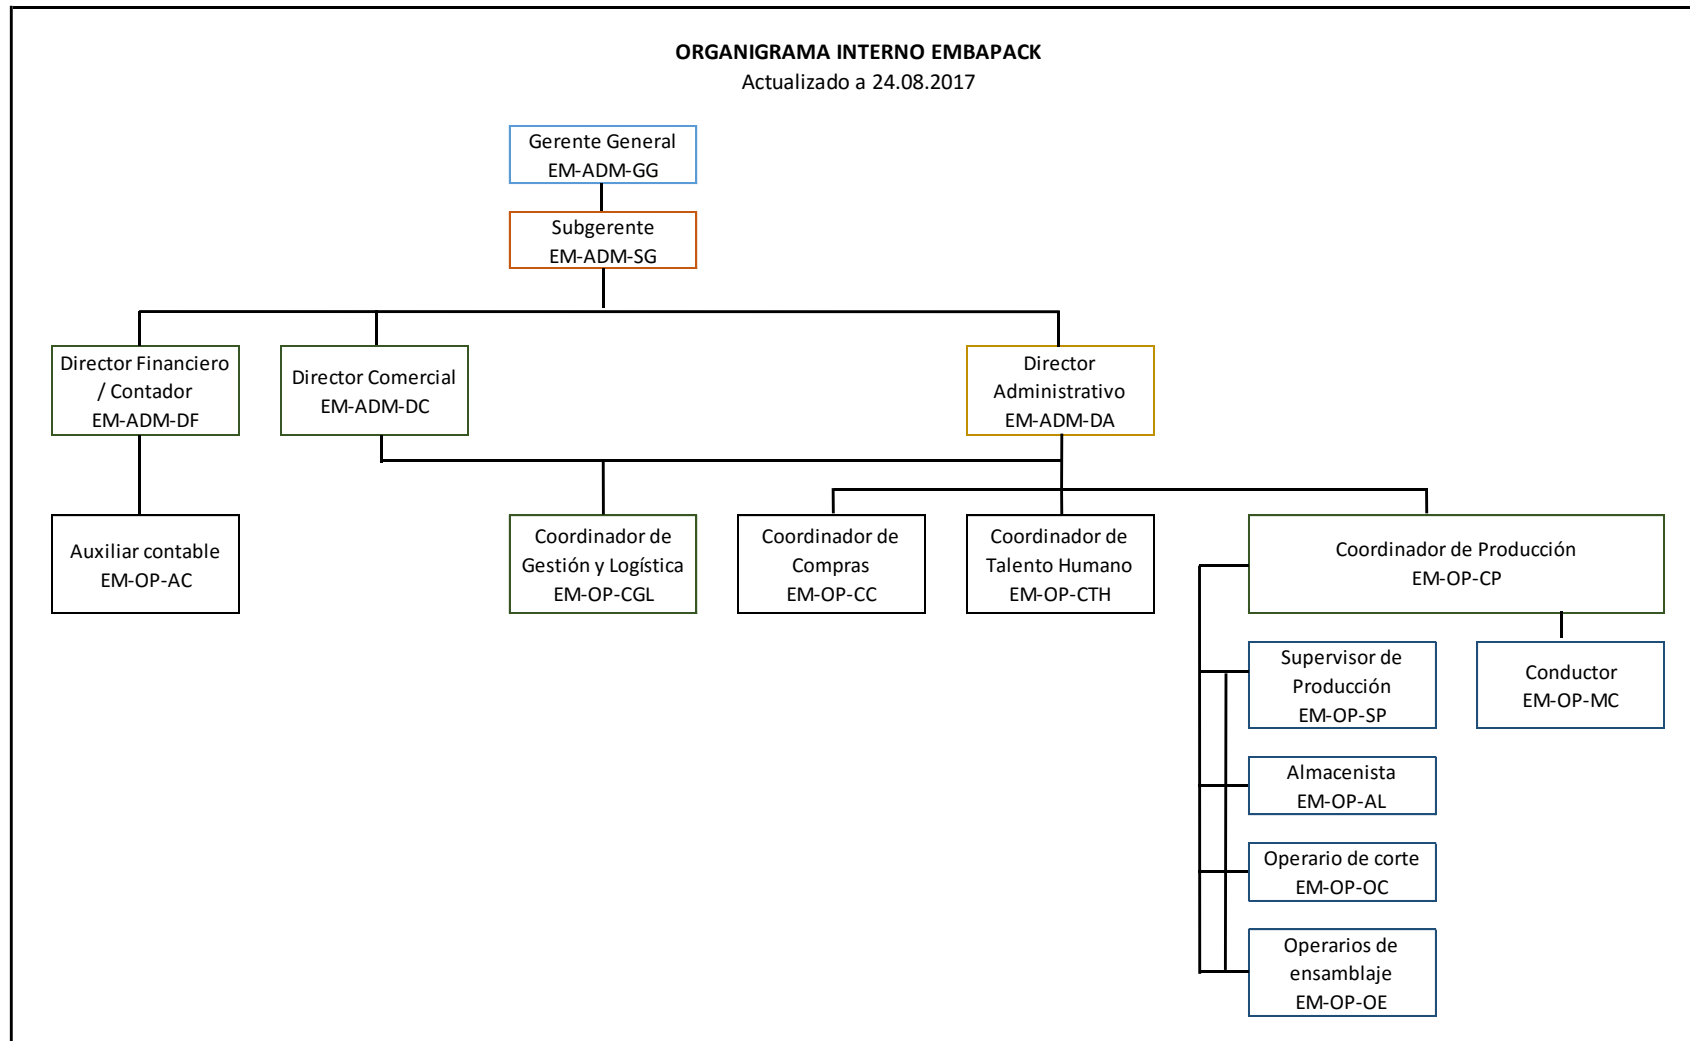 ORGANIGRAMA INTERNO EMBAPACK
Actualizado a 24.08.2017
Gerente General
EM-ADM-GG
Subgerente
EM-ADM-SG
Director Financiero
/ Contador
EM-ADM-DF
Director Comercial
EM-ADM-DC
Director
Administrativo
EM-ADM-DA
Auxiliar contable
EM-OP-AC
Coordinador de
Gestión y Logística
EM-OP-CGL
Coordinador de
Compras
EM-OP-CC
Coordinador de
Talento Humano
EM-OP-CTH
Coordinador de Producción
EM-OP-CP
Supervisor de
Producción
EM-OP-SP
Conductor
EM-OP-MC
Almacenista
EM-OP-AL
Operario de corte
EM-OP-OC
Operarios de
ensamblaje
EM-OP-OE